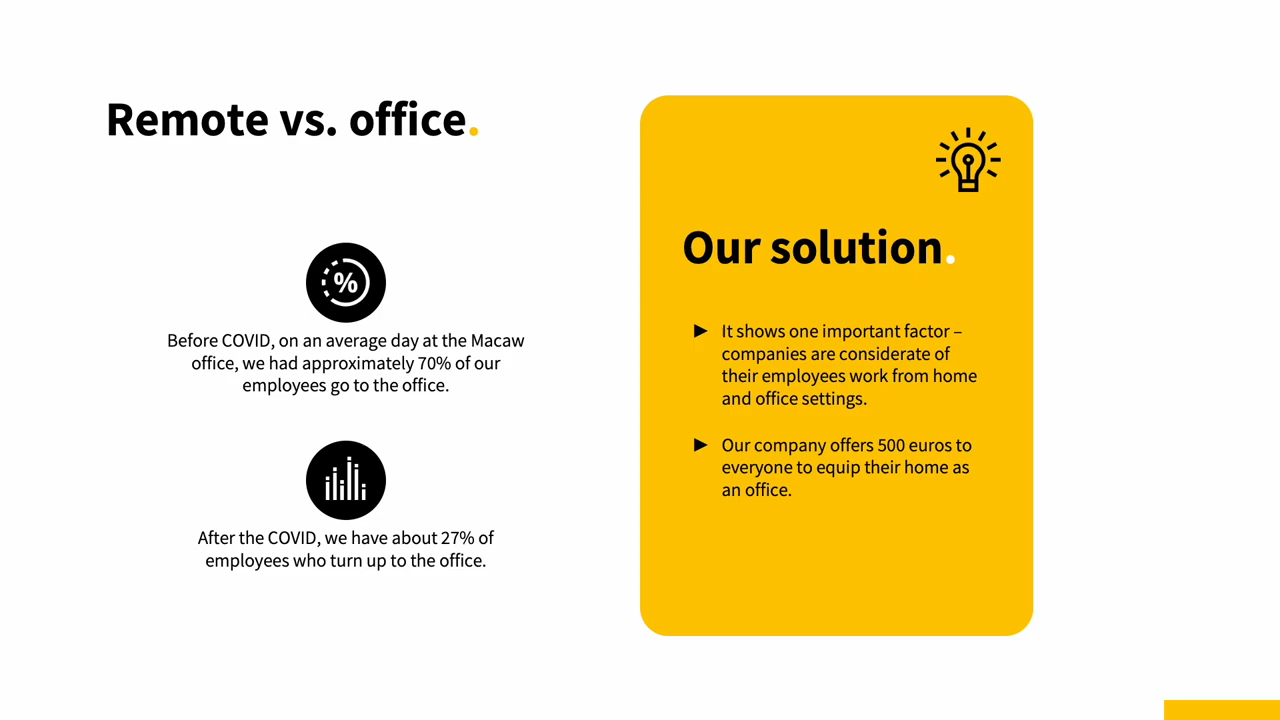 Remote vs. office.
%
Before COVID, on an average day at the Macaw
office, we had approximately 70% of our
employees go to the office.
After the COVID, we have about 27% of
employees who turn up to the office.
Our solution.
► It shows one important factor –
companies are considerate of
their employees work from home
and office settings.
► Our company offers 500 euros to
everyone to equip their home as
an office.